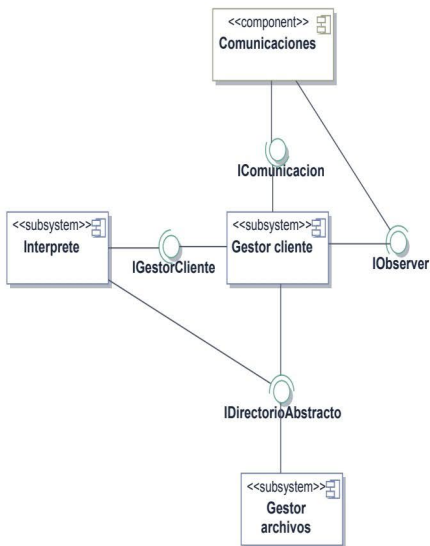 <<component>>
Comunicaciones
IComunicacion
<<subsystem>>
Interprete
IGestorCliente
<<subsystem>>
Gestor cliente
IObserver
IDirectorioAbstracto
<<subsystem>>
Gestor
archivos